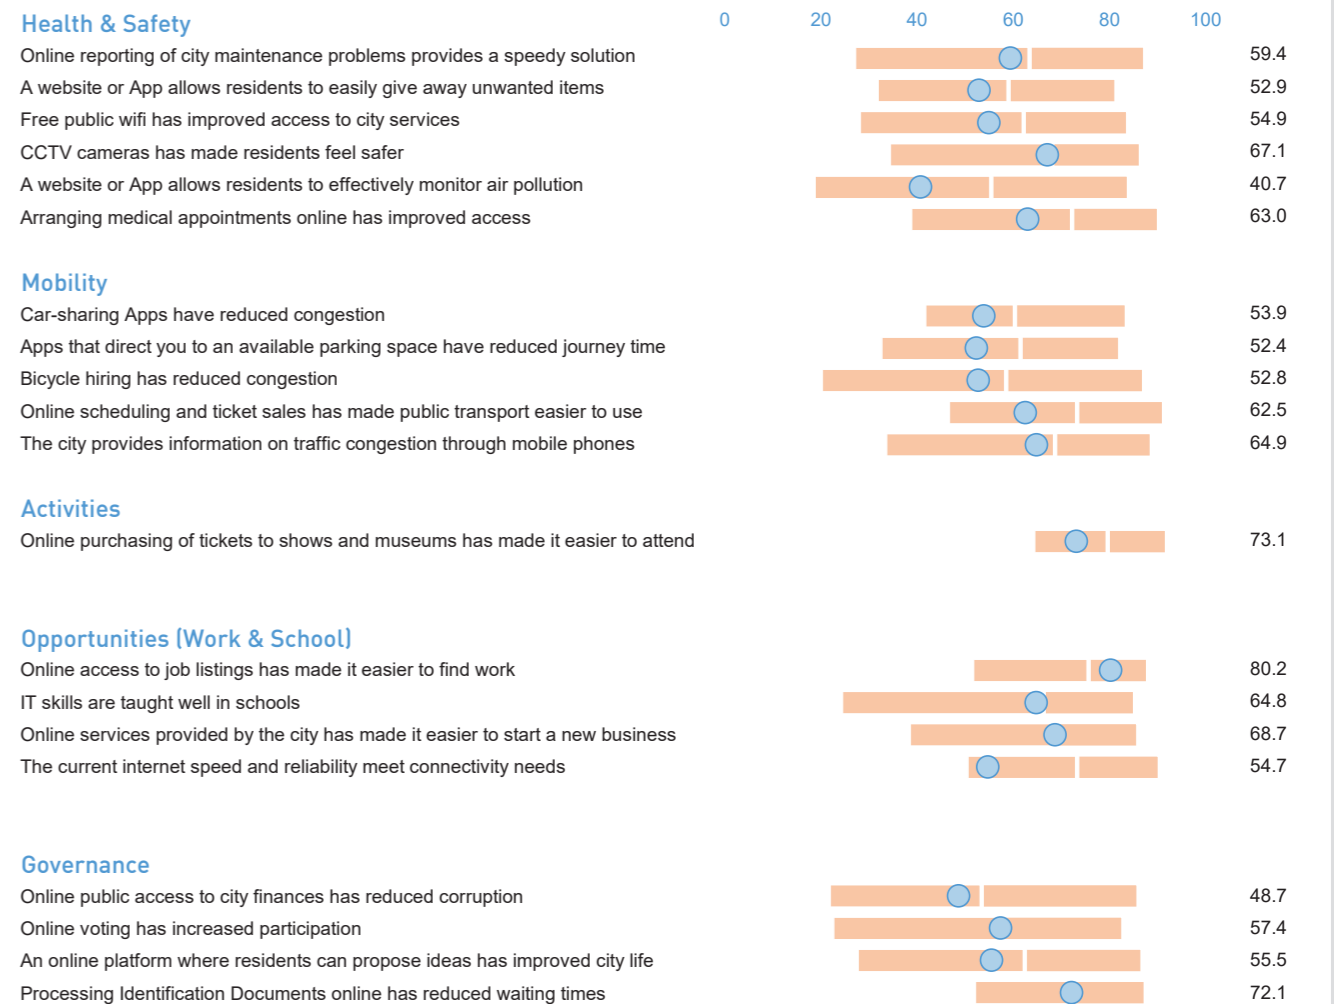 Health & Safety 0 20 40 60 80 100
Online reporting of city maintenance problems provides a speedy solution 59.4
A website or App allows residents to easily give away unwanted items 52.9
Free public wifi has improved access to city services 54.9
CCTV cameras has made residents feel safer 67.1
A website or App allows residents to effectively monitor air pollution 40.7
Arranging medical appointments online has improved access 63.0
Mobility
Car-sharing Apps have reduced congestion 53.9
Apps that direct you to an available parking space have reduced journey time 52.4
Bicycle hiring has reduced congestion 52.8
Online scheduling and ticket sales has made public transport easier to use 62.5
The city provides information on traffic congestion through mobile phones 64.9
Activities
Online purchasing of tickets to shows and museums has made it easier to attend 73.1
Opportunities (Work & School)
Online access to job listings has made it easier to find work 80.2
IT skills are taught well in schools 64.8
Online services provided by the city has made it easier to start a new business 68.7
The current internet speed and reliability meet connectivity needs 54.7
Governance
Online public access to city finances has reduced corruption 48.7
Online voting has increased participation 57.4
An online platform where residents can propose ideas has improved city life 55.5
Processing Identification Documents online has reduced waiting times 72.1